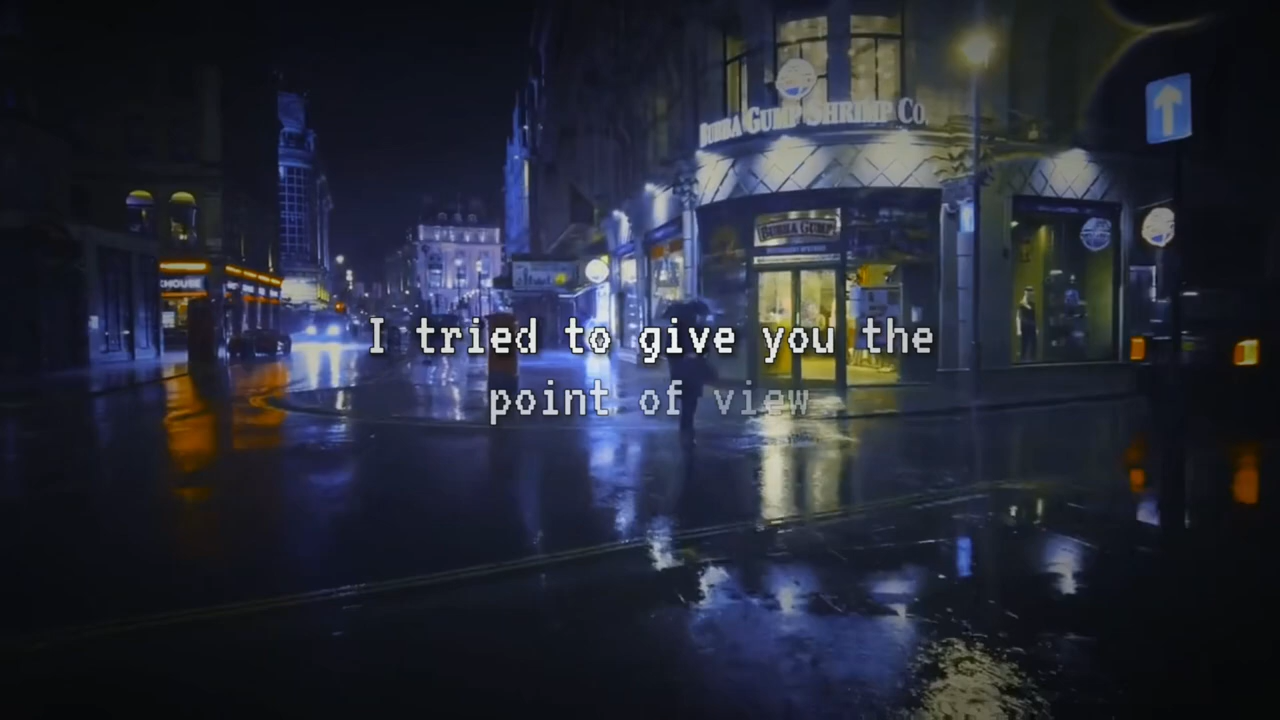 BUBBA GUMP SHRIMP CO.
BUBBA GUMP
I tried to give you the
point of view